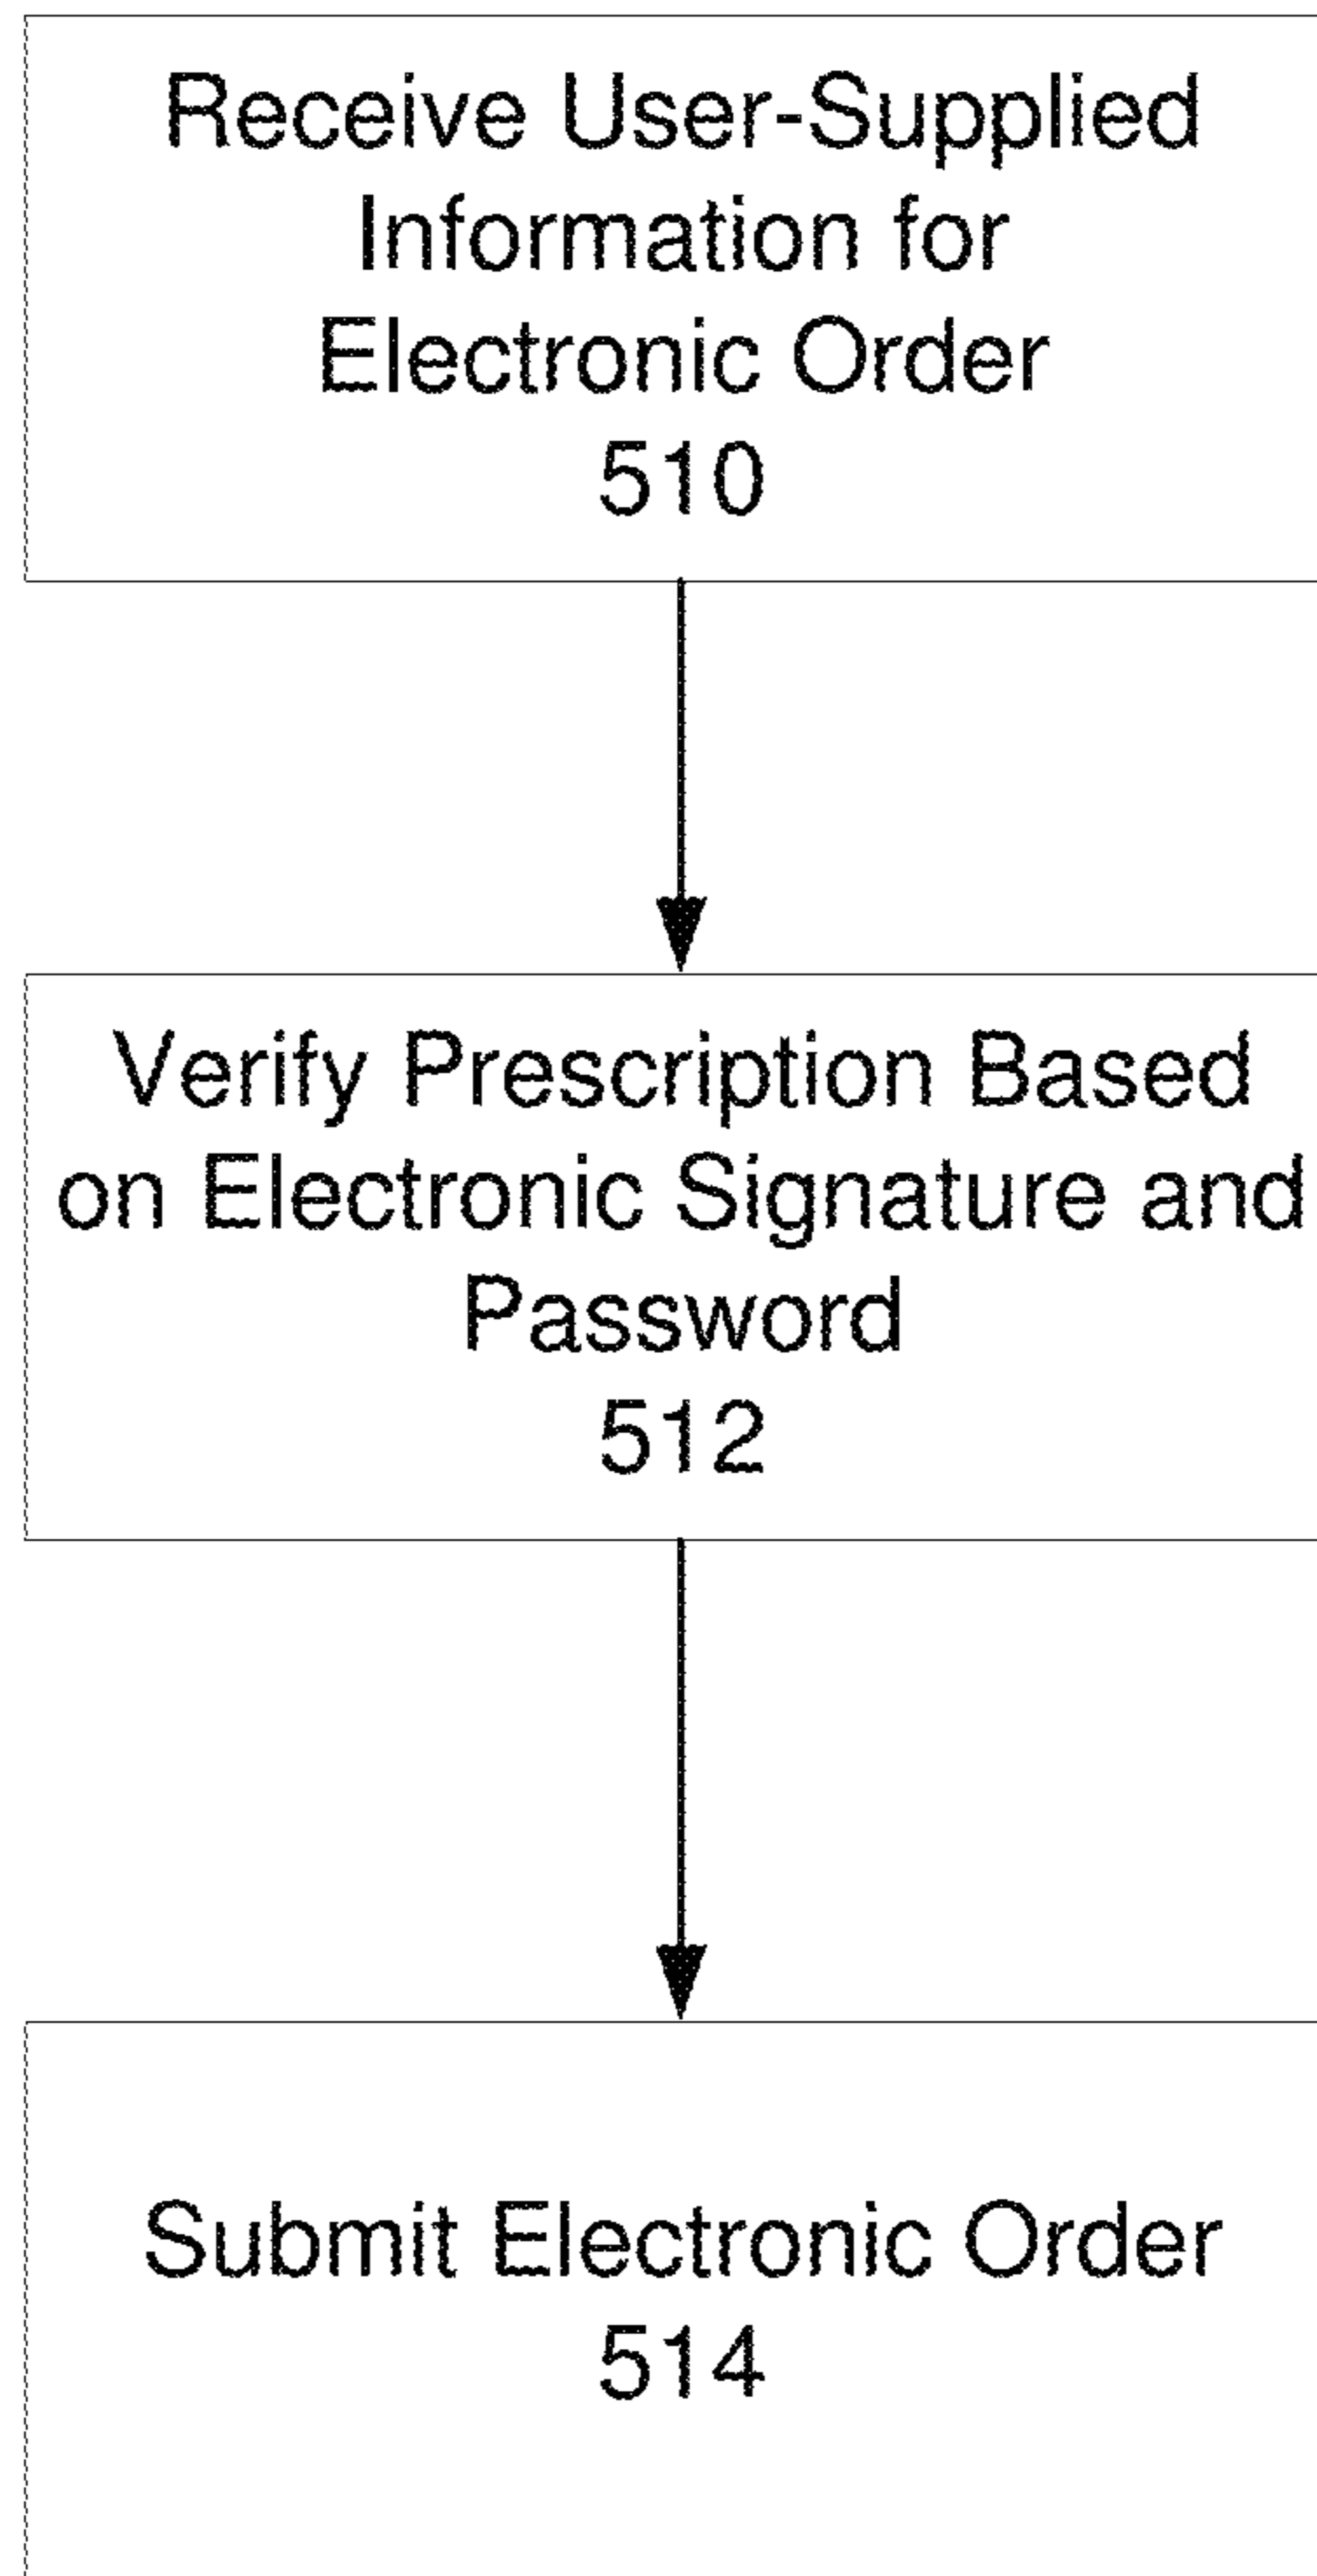 Receive User-Supplied
Information for
Electronic Order
510
Verify Prescription Based
on Electronic Signature and
Password
512
Submit Electronic Order
514